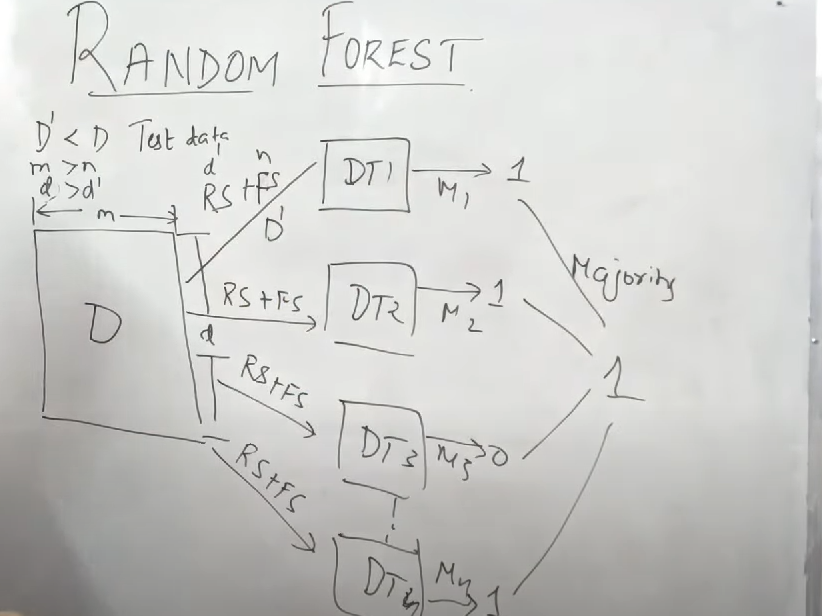 RANDOM FOREST
D' < D Test data
m > n
d > d'
d' n
RS + FS
D'
m
D
d
RS + FS
RS + FS
RS + FS
DT1
M1
1
DT2
M2
1
DT3
M3
0
DTn
Mn
1
Majority
1